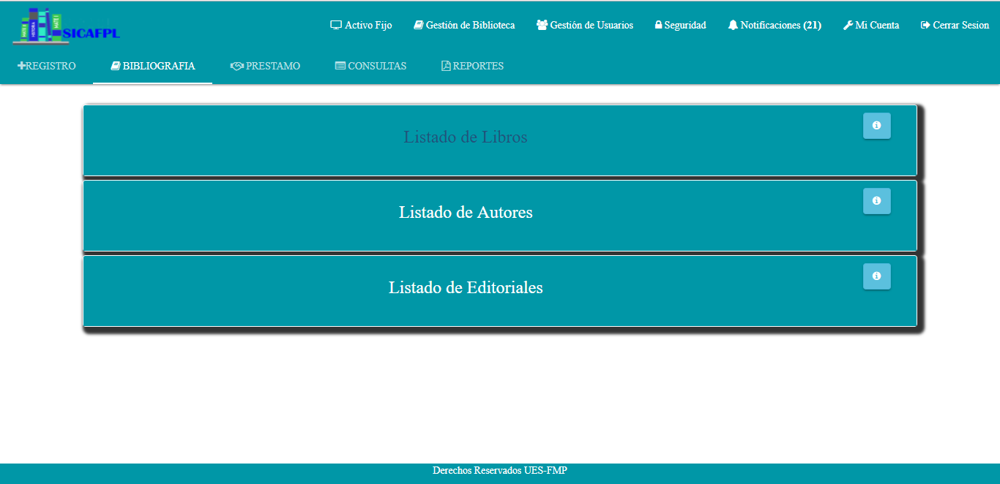 SICAFPL
Activo Fijo
Gestión de Biblioteca
Gestión de Usuarios
Seguridad
Notificaciones (21)
Mi Cuenta
Cerrar Sesion
REGISTRO
BIBLIOGRAFIA
PRESTAMO
CONSULTAS
REPORTES
Listado de Libros
Listado de Autores
Listado de Editoriales
Derechos Reservados UES-FMP